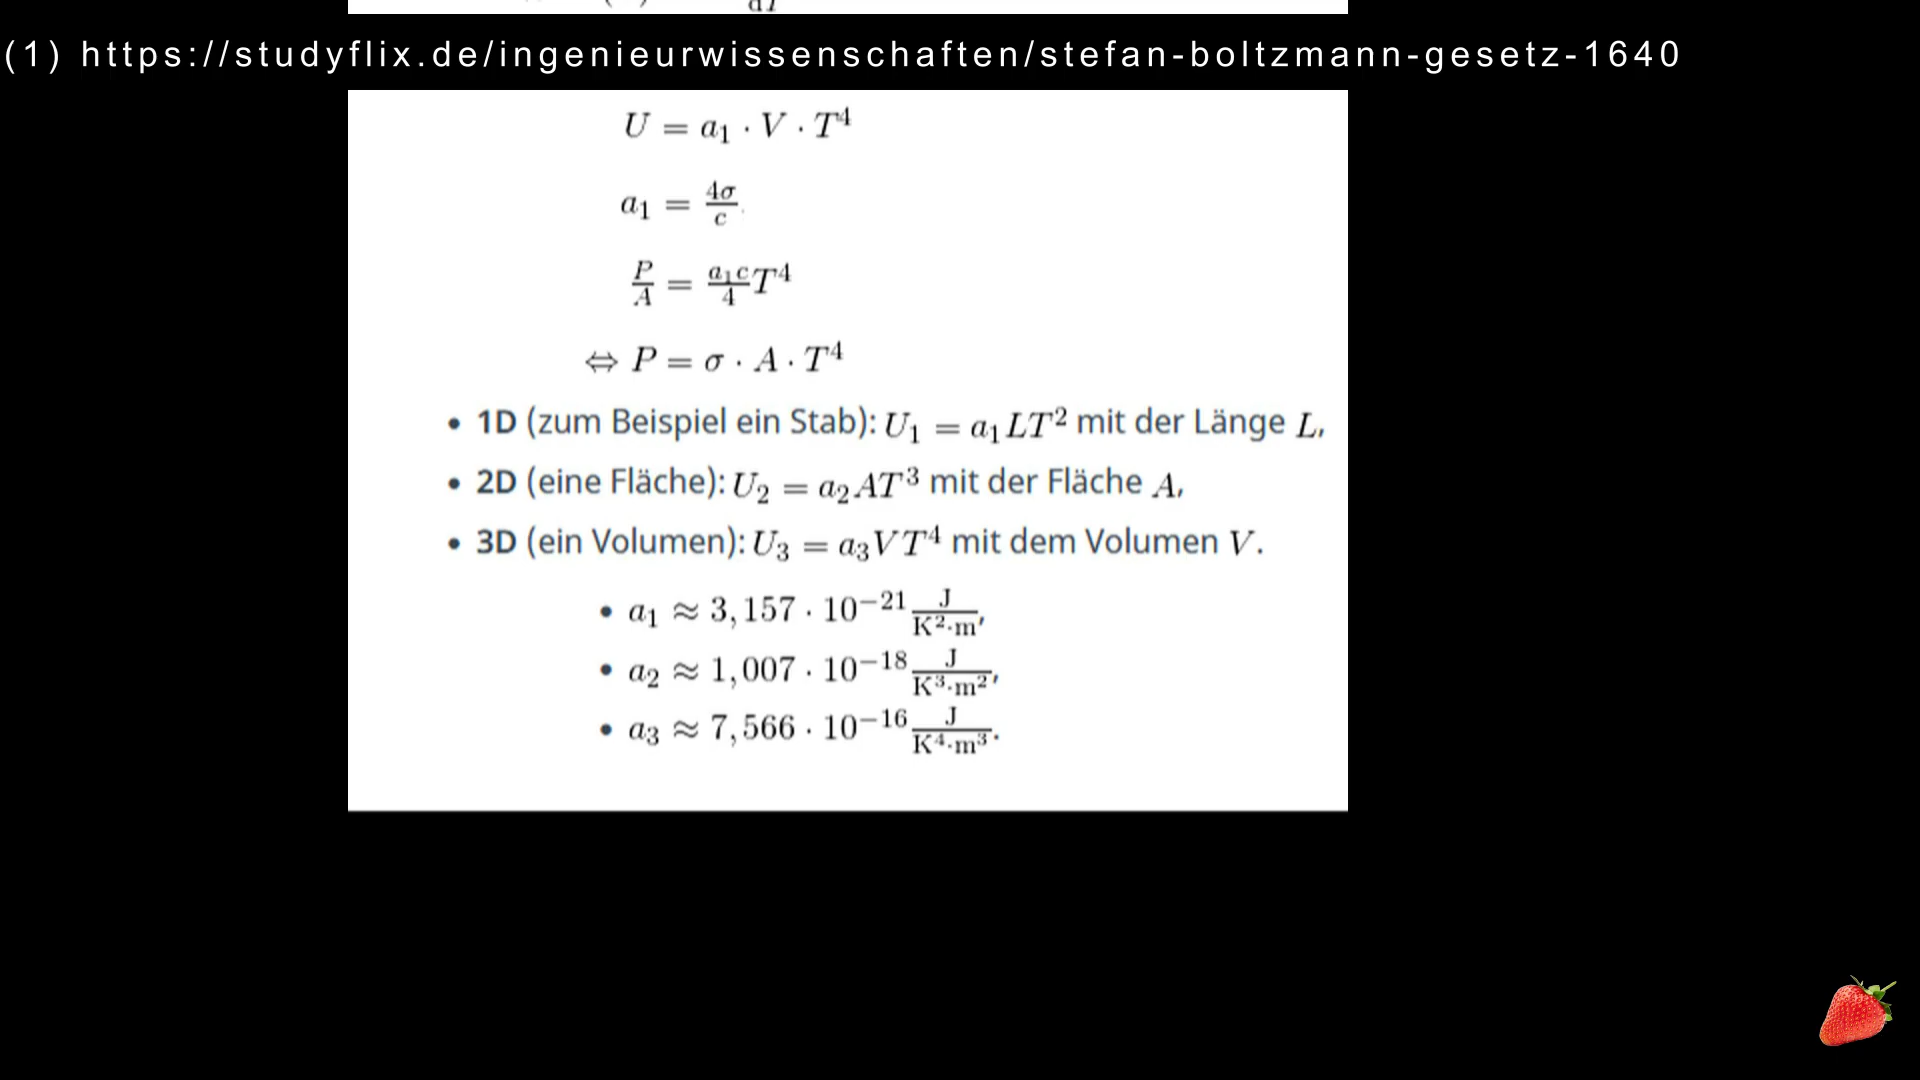 (1) https://studyflix.de/ingenieurwissenschaften/stefan-boltzmann-gesetz-1640
U = a₁ · V · T⁴
a₁ = 4σ/c
P/A = a₁c/4 T⁴
⇔ P = σ · A · T⁴
• 1D (zum Beispiel ein Stab): U₁ = a₁LT² mit der Länge L,
• 2D (eine Fläche): U₂ = a₂AT³ mit der Fläche A,
• 3D (ein Volumen): U₃ = a₃VT⁴ mit dem Volumen V.
• a₁ ≈ 3,157 · 10⁻²¹ J/K²·m,
• a₂ ≈ 1,007 · 10⁻¹⁸ J/K³·m²,
• a₃ ≈ 7,566 · 10⁻¹⁶ J/K⁴·m³.